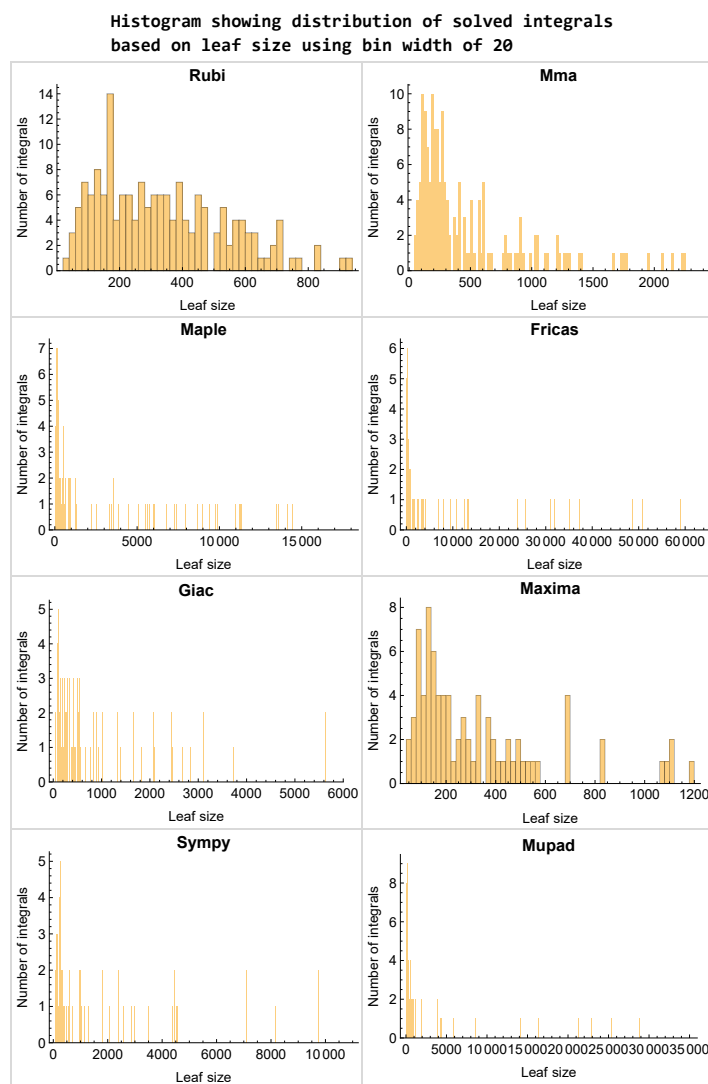 Histogram showing distribution of solved integrals
based on leaf size using bin width of 20
Rubi
Number of integrals
14
12
10
8
6
4
2
0
200 400 600 800
Leaf size
Mma
Number of integrals
10
8
6
4
2
0
0 500 1000 1500 2000
Leaf size
Maple
Number of integrals
7
6
5
4
3
2
1
0
0 5000 10000 15000
Leaf size
Fricas
Number of integrals
6
5
4
3
2
1
0
0 10000 20000 30000 40000 50000 60000
Leaf size
Giac
Number of integrals
5
4
3
2
1
0
0 1000 2000 3000 4000 5000 6000
Leaf size
Maxima
Number of integrals
8
6
4
2
0
200 400 600 800 1000 1200
Leaf size
Sympy
Number of integrals
5
4
3
2
1
0
0 2000 4000 6000 8000 10000
Leaf size
Mupad
Number of integrals
8
6
4
2
0
0 5000 10000 15000 20000 25000 30000 35000
Leaf size